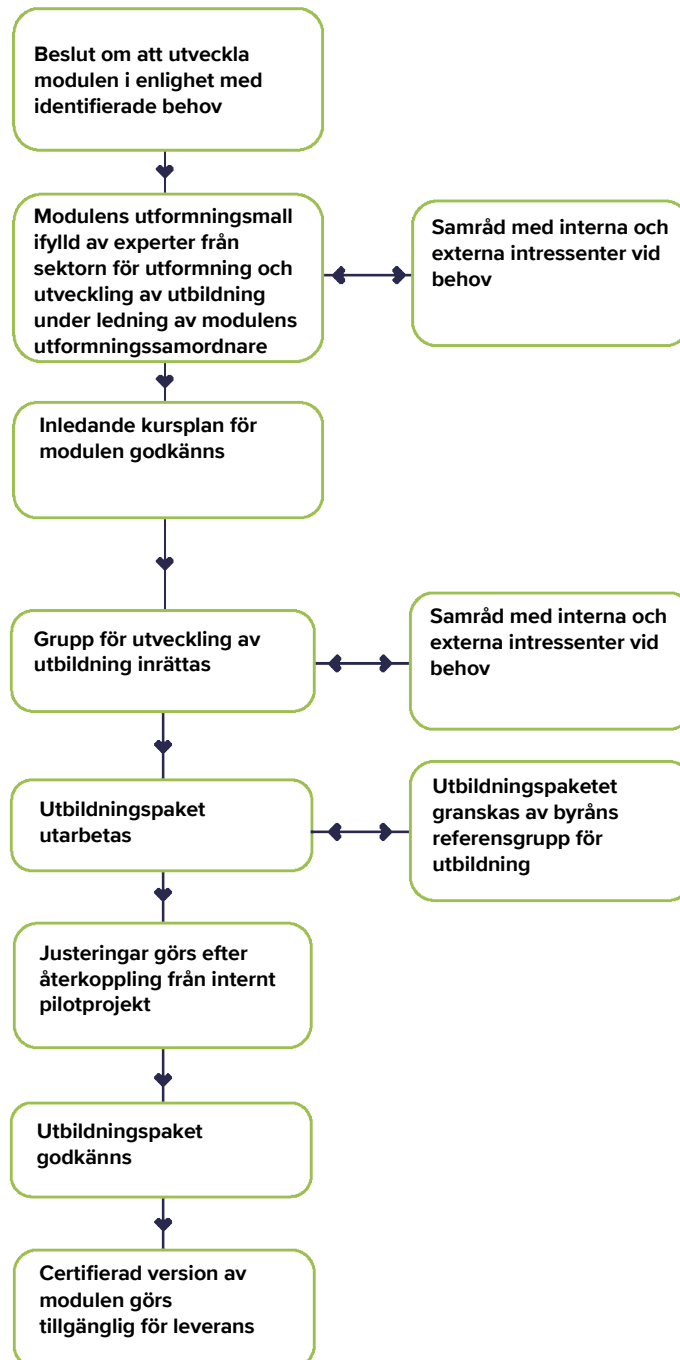 Beslut om att utveckla
modulen i enlighet med
identifierade behov
Modulens utformningsmall
ifylld av experter från
sektorn för utformning och
utveckling av utbildning
under ledning av modulens
utformningssamordnare
Samråd med interna och
externa intressenter vid
behov
Inledande kursplan för
modulen godkänns
Grupp för utveckling av
utbildning inrättas
Samråd med interna och
externa intressenter vid
behov
Utbildningspaket
utarbetas
Utbildningspaketet
granskas av byråns
referensgrupp för
utbildning
Justeringar görs efter
återkoppling från internt
pilotprojekt
Utbildningspaket
godkänns
Certifierad version av
modulen görs
tillgänglig för leverans